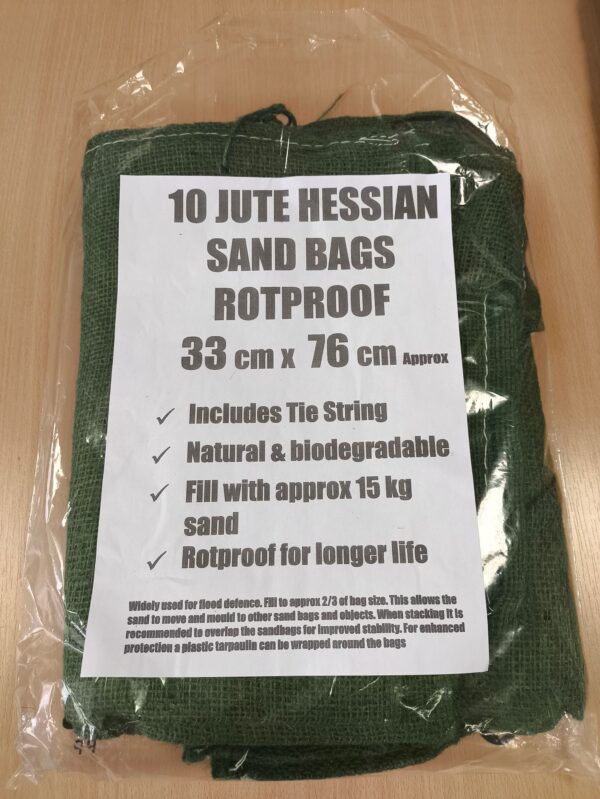 10 JUTE HESSIAN
SAND BAGS
ROTPROOF
33 cm x 76 cm Approx
✓ Includes Tie String
✓ Natural & biodegradable
✓ Fill with approx 15 kg
sand
✓ Rotproof for longer life
Widely used for flood defence. Fill to approx 2/3 of bag size. This allows the
sand to move and mould to other sand bags and objects. When stacking it is
recommended to overlap the sandbags for improved stability. For enhanced
protection a plastic tarpaulin can be wrapped around the bags